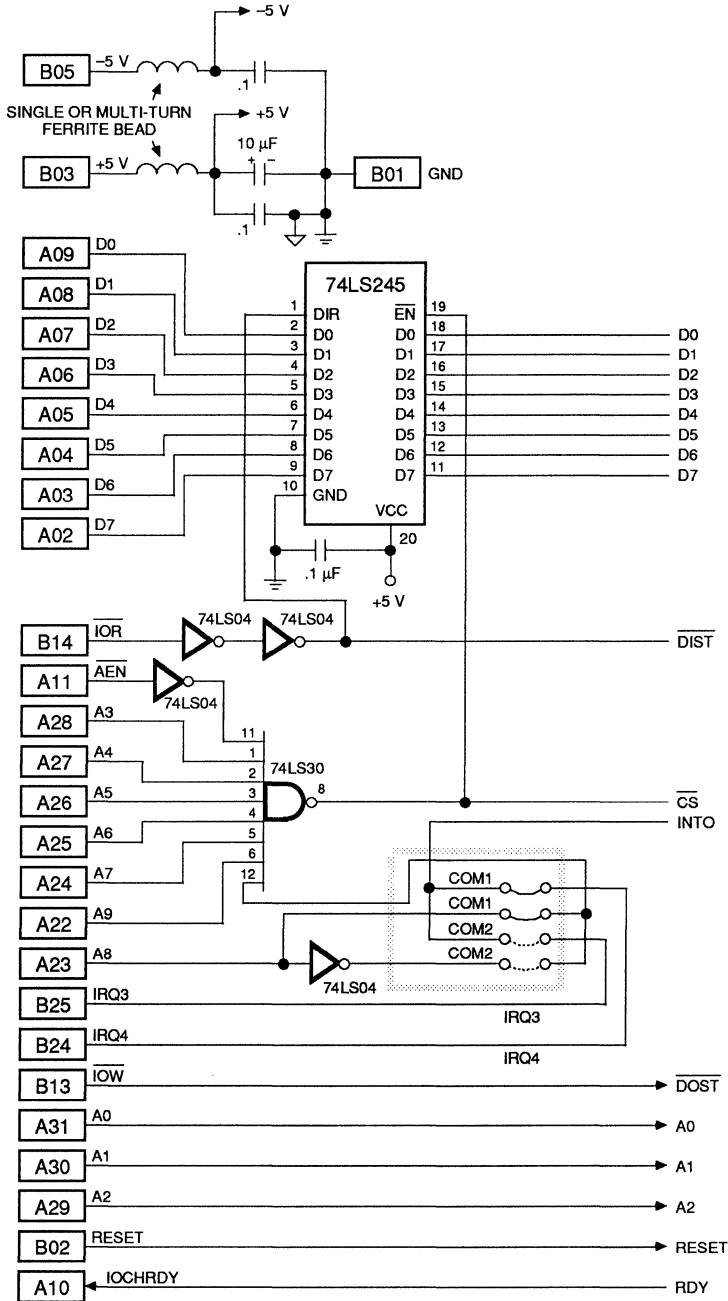 −5 V
B05 −5 V
.1
SINGLE OR MULTI-TURN
FERRITE BEAD
+5 V
10 µF
+ −
B03 +5 V
B01 GND
.1
A09 D0
A08 D1
A07 D2
A06 D3
A05 D4
A04 D5
A03 D6
A02 D7
74LS245
1 DIR EN 19
2 D0 D0 18 D0
3 D1 D1 17 D1
4 D2 D2 16 D2
5 D3 D3 15 D3
6 D4 D4 14 D4
7 D5 D5 13 D5
8 D6 D6 12 D6
9 D7 D7 11 D7
10 GND
VCC
20
.1 µF
+5 V
B14 IOR 74LS04 74LS04 DIST
A11 AEN 74LS04
A28 A3
A27 A4
A26 A5
A25 A6
A24 A7
A22 A9
A23 A8
11
1
2
3
4
5
6
12
74LS30
8
CS
INTO
COM1
COM1
COM2
COM2
74LS04
B25 IRQ3 IRQ3
B24 IRQ4 IRQ4
B13 IOW DOST
A31 A0 A0
A30 A1 A1
A29 A2 A2
B02 RESET RESET
A10 IOCHRDY RDY